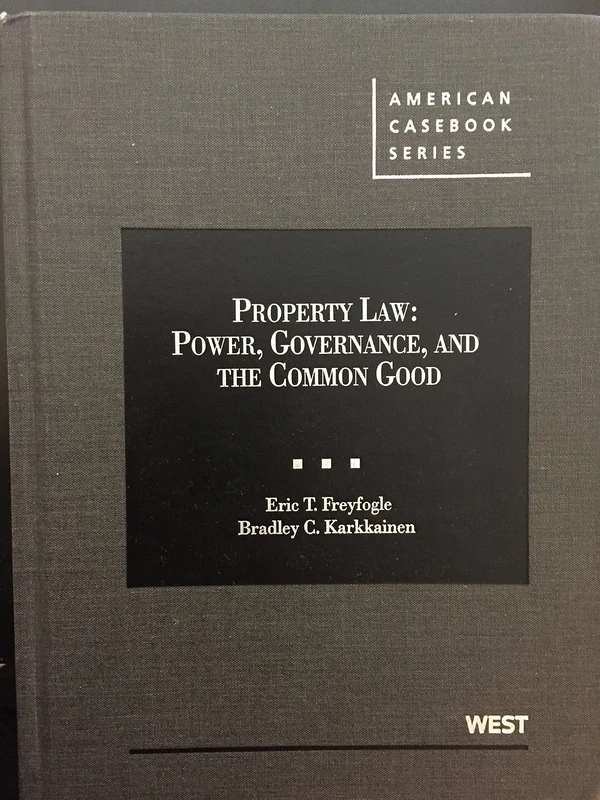 AMERICAN
CASEBOOK
SERIES
PROPERTY LAW:
POWER, GOVERNANCE, AND
THE COMMON GOOD
Eric T. Freyfogle
Bradley C. Karkkainen
WEST